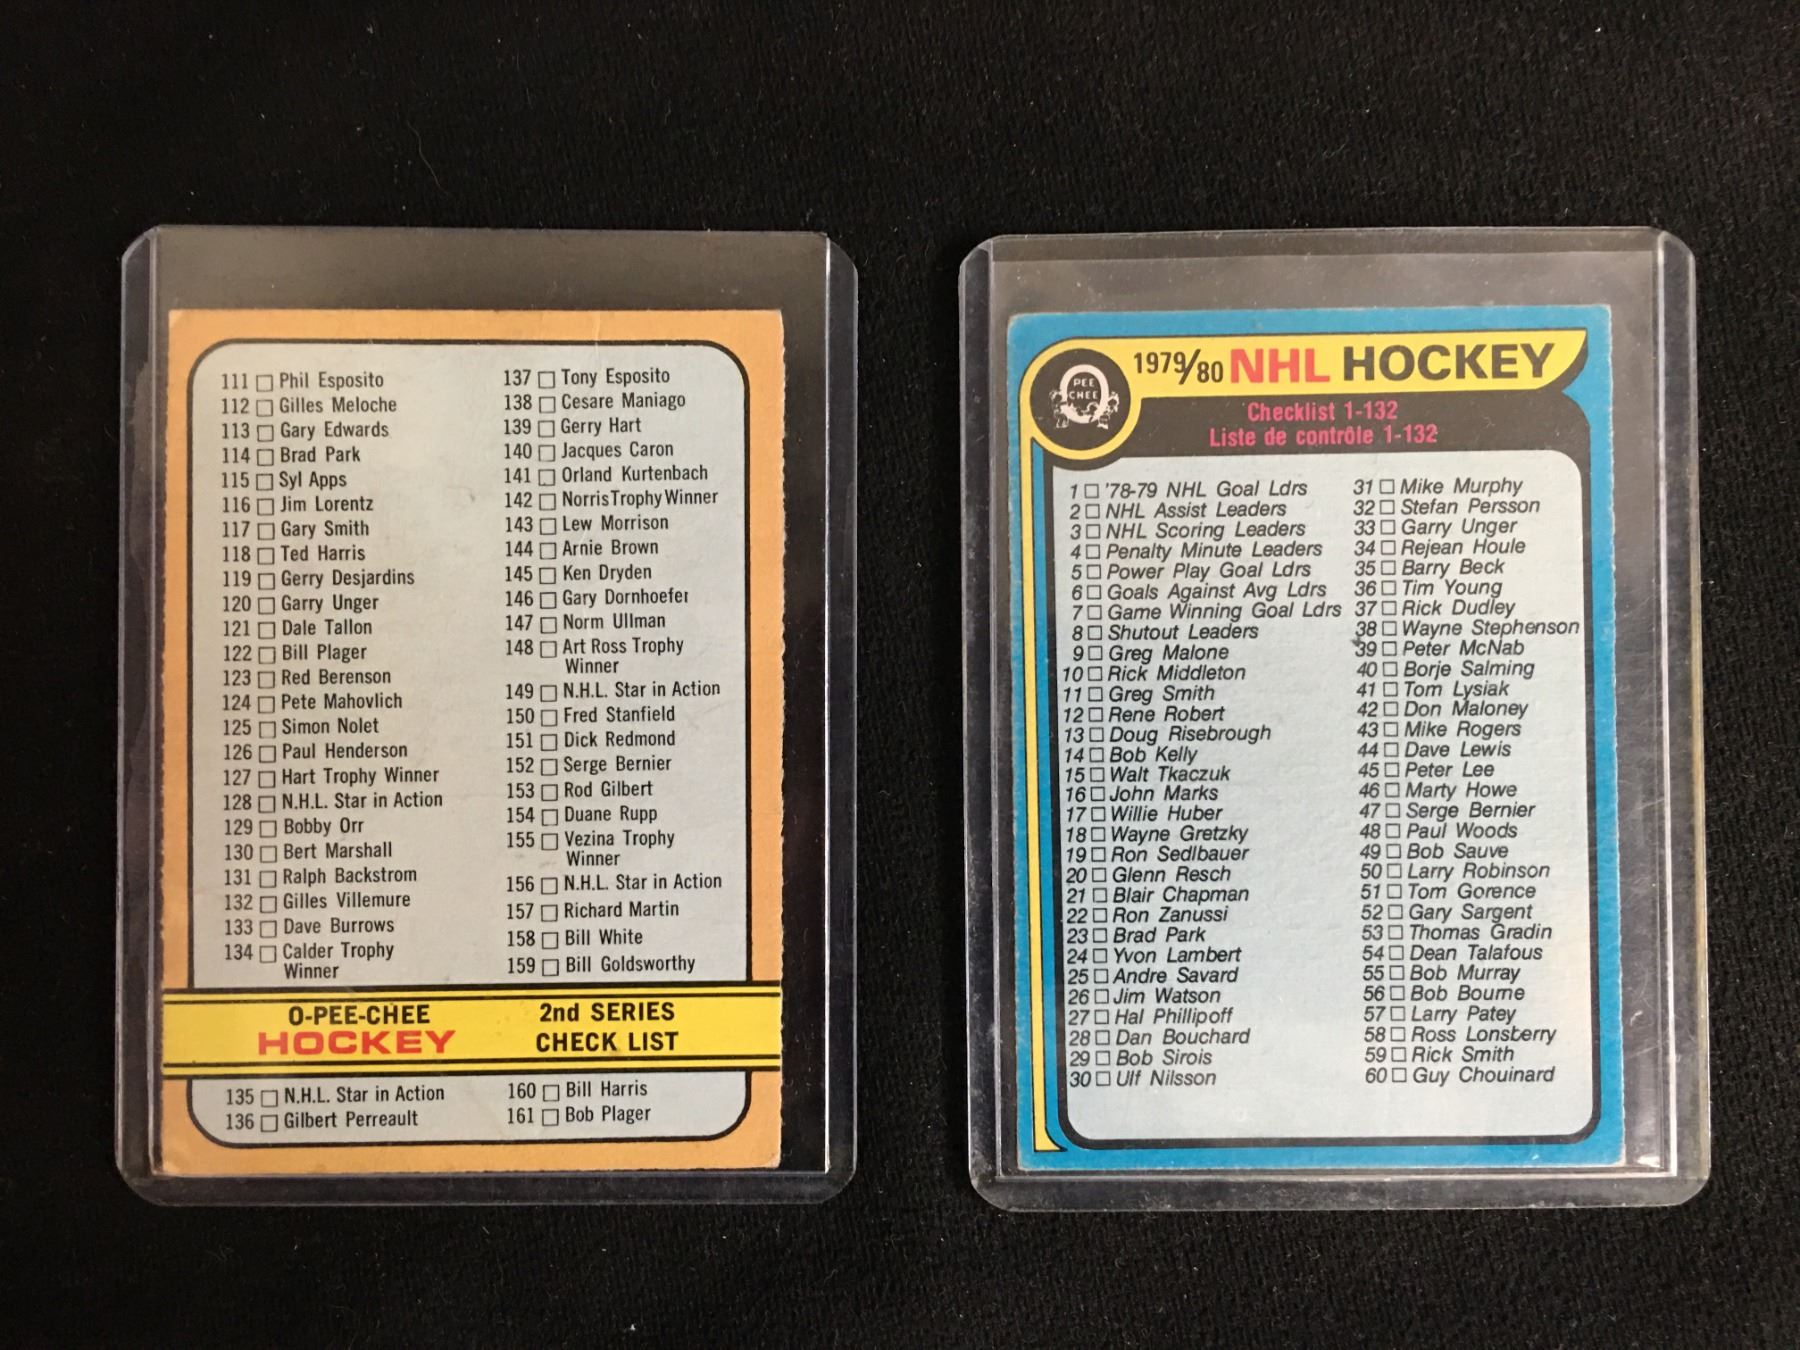 111 □ Phil Esposito
112 □ Gilles Meloche
113 □ Gary Edwards
114 □ Brad Park
115 □ Syl Apps
116 □ Jim Lorentz
117 □ Gary Smith
118 □ Ted Harris
119 □ Gerry Desjardins
120 □ Garry Unger
121 □ Dale Tallon
122 □ Bill Plager
123 □ Red Berenson
124 □ Pete Mahovlich
125 □ Simon Nolet
126 □ Paul Henderson
127 □ Hart Trophy Winner
128 □ N.H.L. Star in Action
129 □ Bobby Orr
130 □ Bert Marshall
131 □ Ralph Backstrom
132 □ Gilles Villemure
133 □ Dave Burrows
134 □ Calder Trophy
Winner
137 □ Tony Esposito
138 □ Cesare Maniago
139 □ Gerry Hart
140 □ Jacques Caron
141 □ Orland Kurtenbach
142 □ Norris Trophy Winner
143 □ Lew Morrison
144 □ Arnie Brown
145 □ Ken Dryden
146 □ Gary Dornhoefer
147 □ Norm Ullman
148 □ Art Ross Trophy
Winner
149 □ N.H.L. Star in Action
150 □ Fred Stanfield
151 □ Dick Redmond
152 □ Serge Bernier
153 □ Rod Gilbert
154 □ Duane Rupp
155 □ Vezina Trophy
Winner
156 □ N.H.L. Star in Action
157 □ Richard Martin
158 □ Bill White
159 □ Bill Goldsworthy
O-PEE-CHEE
HOCKEY
2nd SERIES
CHECK LIST
135 □ N.H.L. Star in Action
136 □ Gilbert Perreault
160 □ Bill Harris
161 □ Bob Plager
O
PEE
CHEE
1979/80 NHL HOCKEY
Checklist 1-132
Liste de contrôle 1-132
1 □ '78-79 NHL Goal Ldrs
2 □ NHL Assist Leaders
3 □ NHL Scoring Leaders
4 □ Penalty Minute Leaders
5 □ Power Play Goal Ldrs
6 □ Goals Against Avg Ldrs
7 □ Game Winning Goal Ldrs
8 □ Shutout Leaders
9 □ Greg Malone
10 □ Rick Middleton
11 □ Greg Smith
12 □ Rene Robert
13 □ Doug Risebrough
14 □ Bob Kelly
15 □ Walt Tkaczuk
16 □ John Marks
17 □ Willie Huber
18 □ Wayne Gretzky
19 □ Ron Sedlbauer
20 □ Glenn Resch
21 □ Blair Chapman
22 □ Ron Zanussi
23 □ Brad Park
24 □ Yvon Lambert
25 □ Andre Savard
26 □ Jim Watson
27 □ Hal Phillipoff
28 □ Dan Bouchard
29 □ Bob Sirois
30 □ Ulf Nilsson
31 □ Mike Murphy
32 □ Stefan Persson
33 □ Garry Unger
34 □ Rejean Houle
35 □ Barry Beck
36 □ Tim Young
37 □ Rick Dudley
38 □ Wayne Stephenson
39 □ Peter McNab
40 □ Borje Salming
41 □ Tom Lysiak
42 □ Don Maloney
43 □ Mike Rogers
44 □ Dave Lewis
45 □ Peter Lee
46 □ Marty Howe
47 □ Serge Bernier
48 □ Paul Woods
49 □ Bob Sauve
50 □ Larry Robinson
51 □ Tom Gorence
52 □ Gary Sargent
53 □ Thomas Gradin
54 □ Dean Talafous
55 □ Bob Murray
56 □ Bob Bourne
57 □ Larry Patey
58 □ Ross Lonsberry
59 □ Rick Smith
60 □ Guy Chouinard